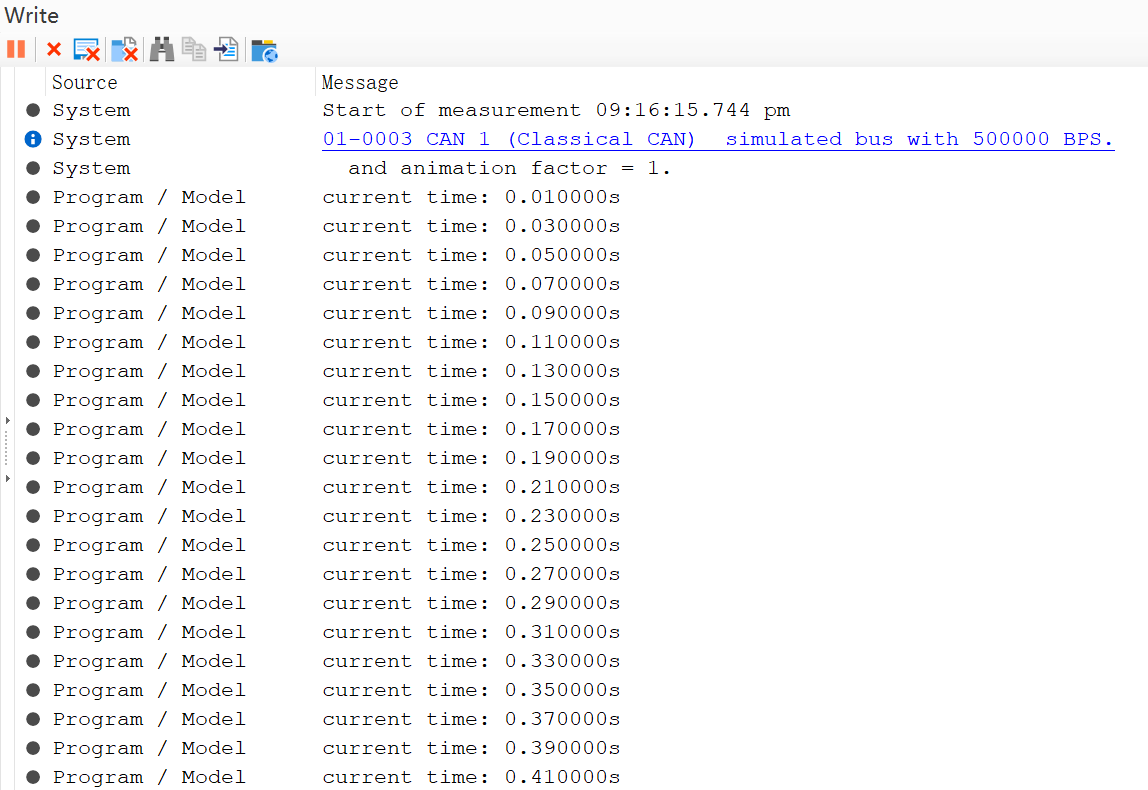 Write
Source Message
System Start of measurement 09:16:15.744 pm
System 01-0003 CAN 1 (Classical CAN)  simulated bus with 500000 BPS.
System and animation factor = 1.
Program / Model current time: 0.010000s
Program / Model current time: 0.030000s
Program / Model current time: 0.050000s
Program / Model current time: 0.070000s
Program / Model current time: 0.090000s
Program / Model current time: 0.110000s
Program / Model current time: 0.130000s
Program / Model current time: 0.150000s
Program / Model current time: 0.170000s
Program / Model current time: 0.190000s
Program / Model current time: 0.210000s
Program / Model current time: 0.230000s
Program / Model current time: 0.250000s
Program / Model current time: 0.270000s
Program / Model current time: 0.290000s
Program / Model current time: 0.310000s
Program / Model current time: 0.330000s
Program / Model current time: 0.350000s
Program / Model current time: 0.370000s
Program / Model current time: 0.390000s
Program / Model current time: 0.410000s